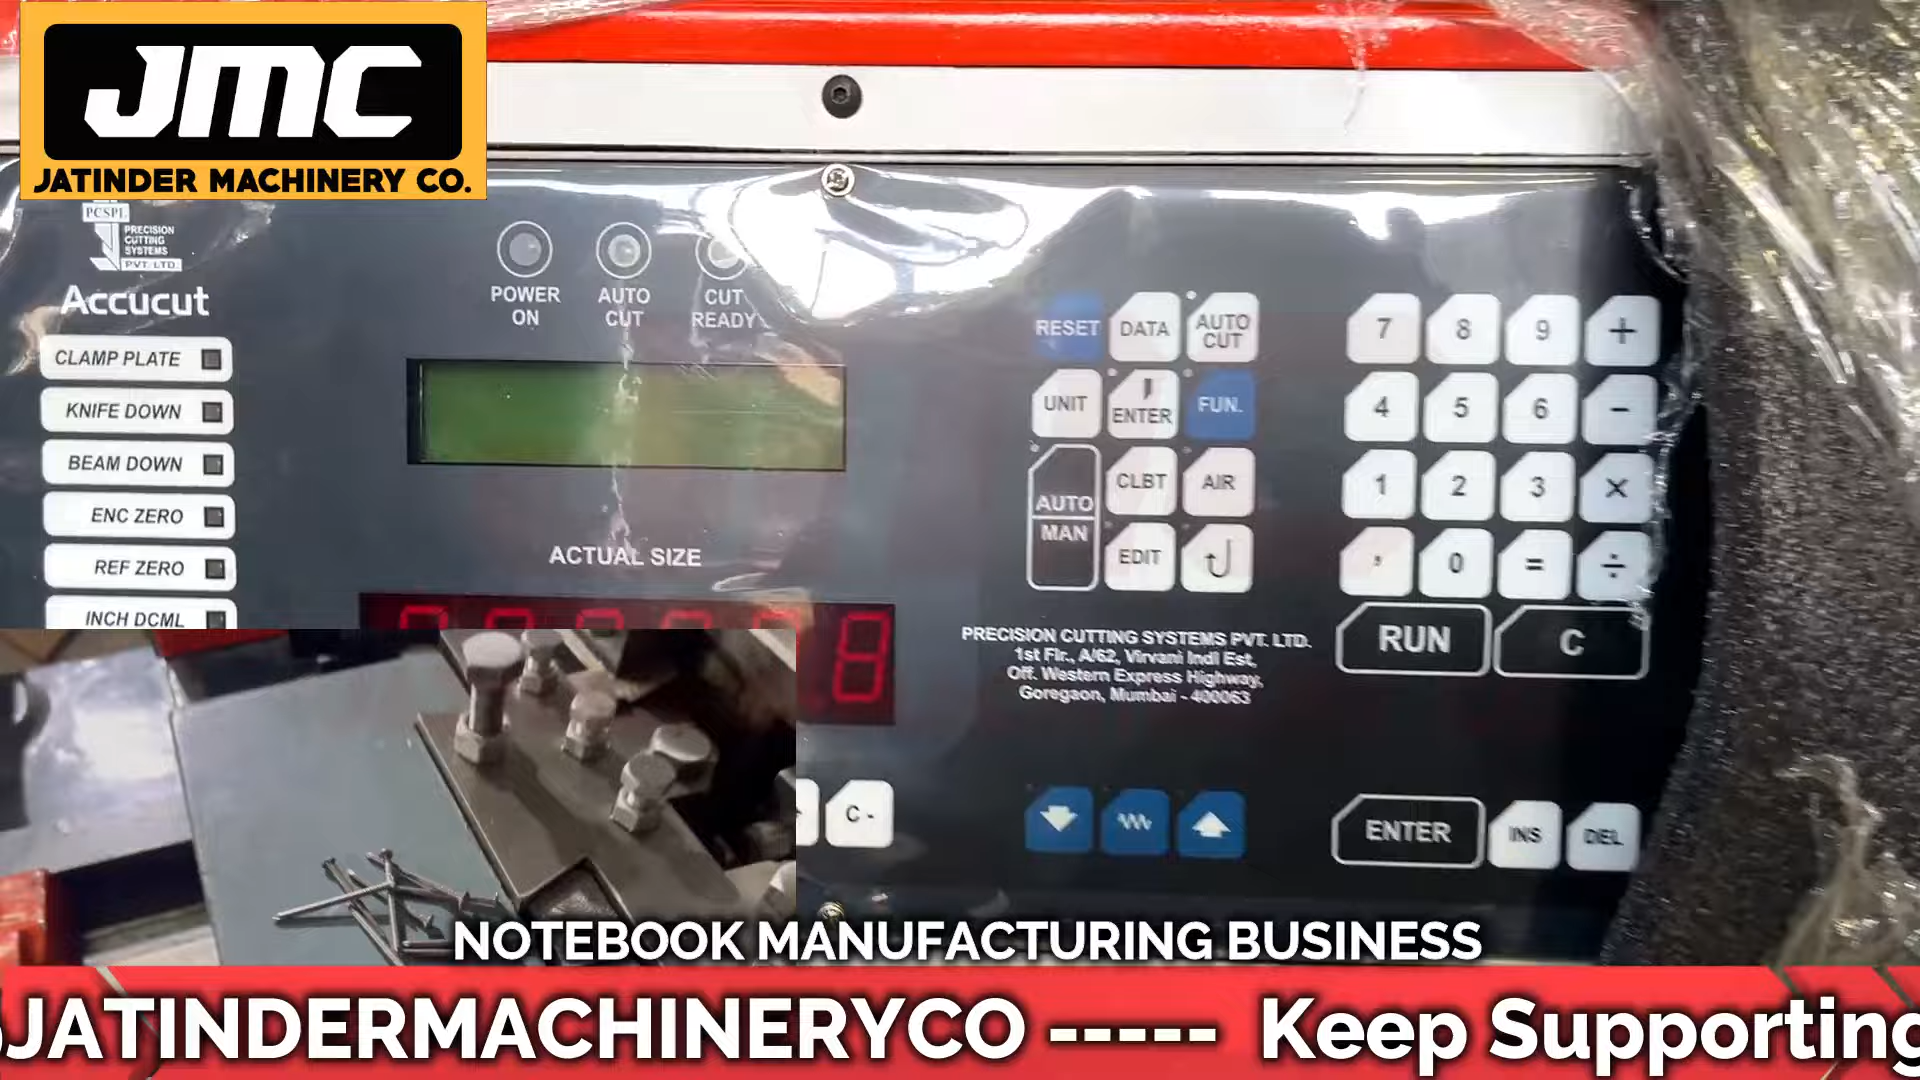 JMC
JATINDER MACHINERY CO.
PCSPL
PRECISION
CUTTING
SYSTEMS
PVT. LTD.
Accucut
CLAMP PLATE
KNIFE DOWN
BEAM DOWN
ENC ZERO
REF ZERO
INCH DCML
POWER
ON
AUTO
CUT
CUT
READY
ACTUAL SIZE
8
RESET DATA AUTO CUT
UNIT ENTER FUN.
AUTO
MAN
CLBT AIR
EDIT
7 8 9 +
4 5 6 -
1 2 3 ×
, 0 = ÷
RUN C
PRECISION CUTTING SYSTEMS PVT. LTD.
1st Flr., A/62, Virvani Indl Est,
Off. Western Express Highway,
Goregaon, Mumbai - 400063
C -
ENTER INS DEL
NOTEBOOK MANUFACTURING BUSINESS
JATINDERMACHINERYCO ----- Keep Supporting